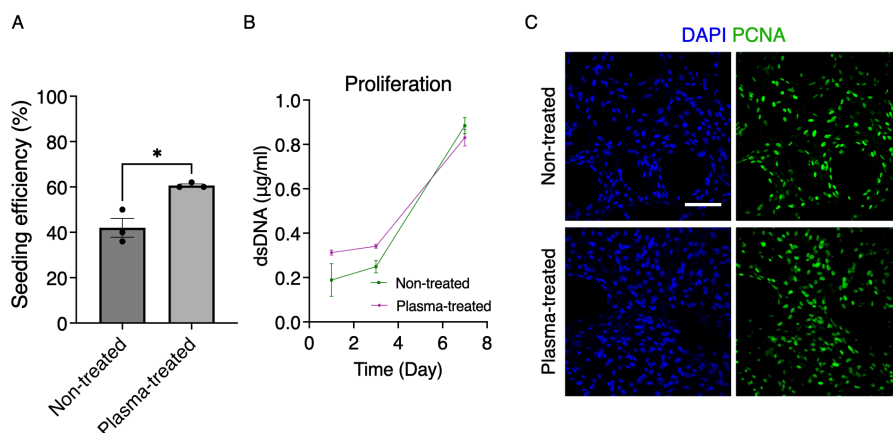 A
Seeding efficiency (%)
100
80
60
40
20
0
*
Non-treated
Plasma-treated
B
Proliferation
dsDNA (µg/ml)
1.0
0.8
0.6
0.4
0.2
0.0
0 2 4 6 8
Time (Day)
Non-treated
Plasma-treated
C
DAPI PCNA
Non-treated
Plasma-treated